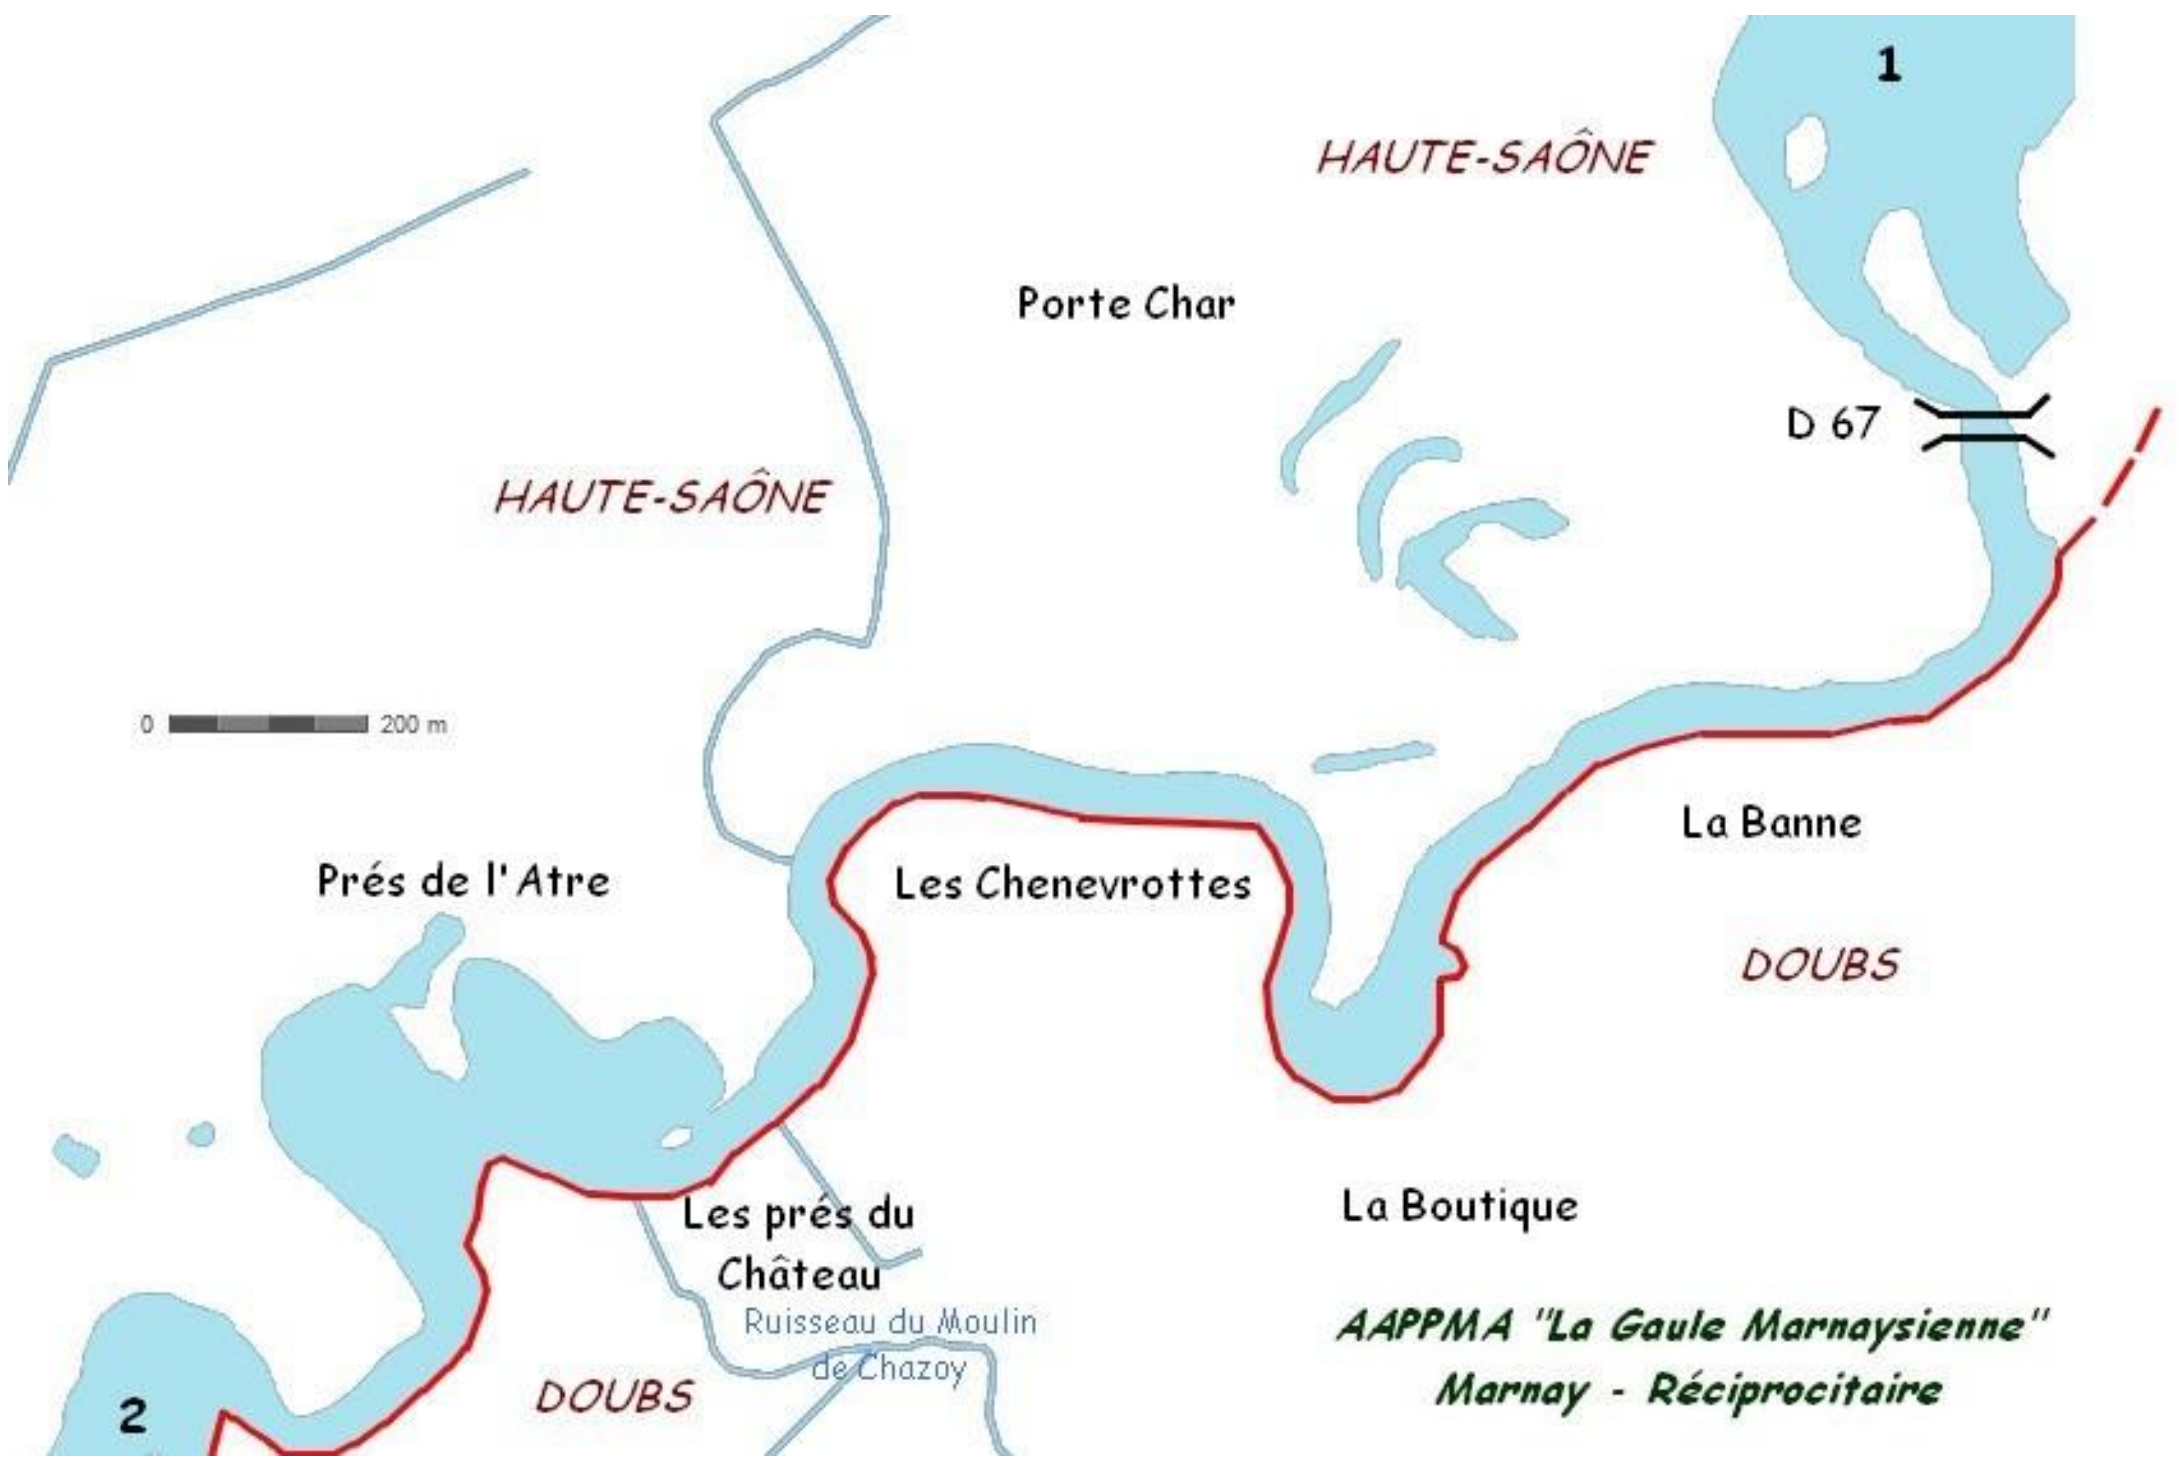 1
HAUTE-SAÔNE
Porte Char
D 67
HAUTE-SAÔNE
0 200 m
La Banne
Prés de l'Atre
Les Chenevrottes
DOUBS
Les prés du
Château
La Boutique
Ruisseau du Moulin
de Chazoy
AAPPMA "La Gaule Marnaysienne"
Marnay - Réciprocitaire
DOUBS
2